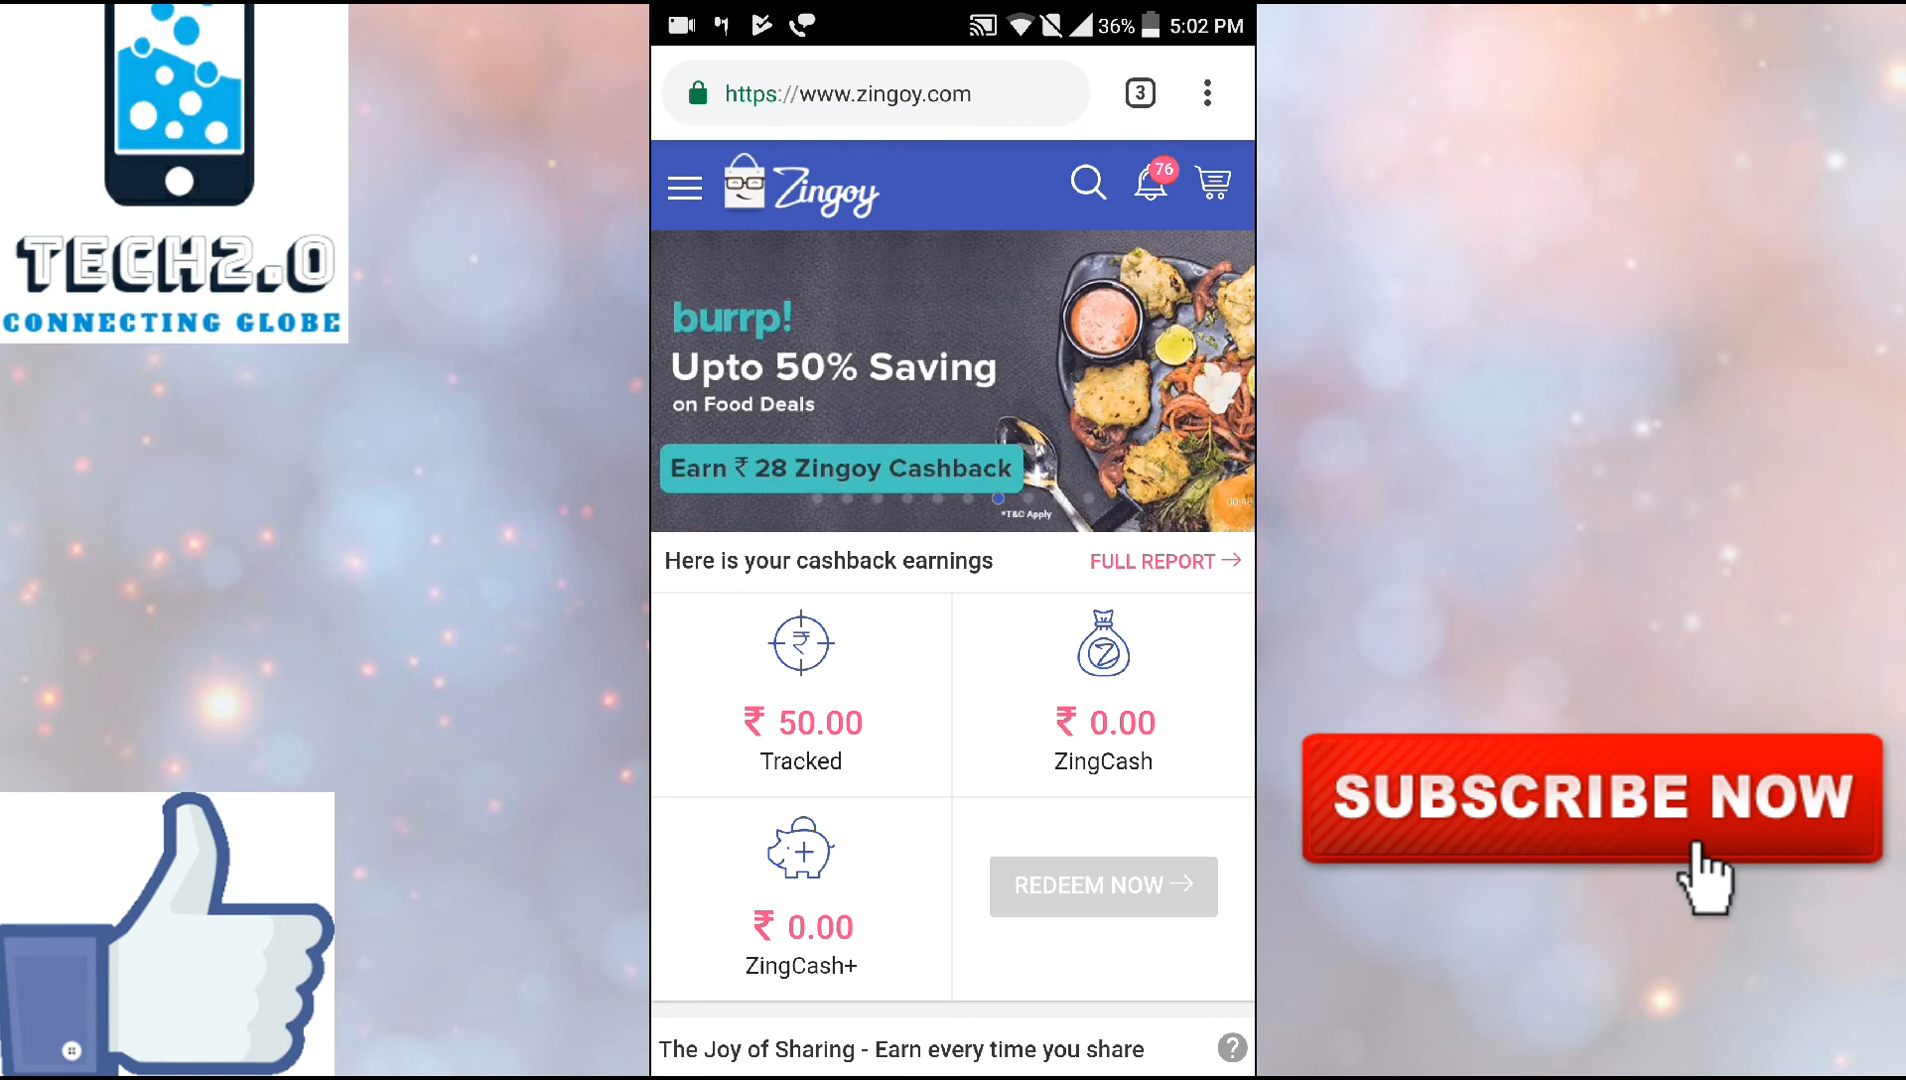 TECH2.0
CONNECTING GLOBE
36% 5:02 PM
https://www.zingoy.com
3
Zingoy
76
burrp!
Upto 50% Saving
on Food Deals
Earn ₹ 28 Zingoy Cashback
00:48
*T&C Apply
Here is your cashback earnings
FULL REPORT →
₹ 50.00
Tracked
₹ 0.00
ZingCash
₹ 0.00
ZingCash+
REDEEM NOW →
The Joy of Sharing - Earn every time you share
?
SUBSCRIBE NOW